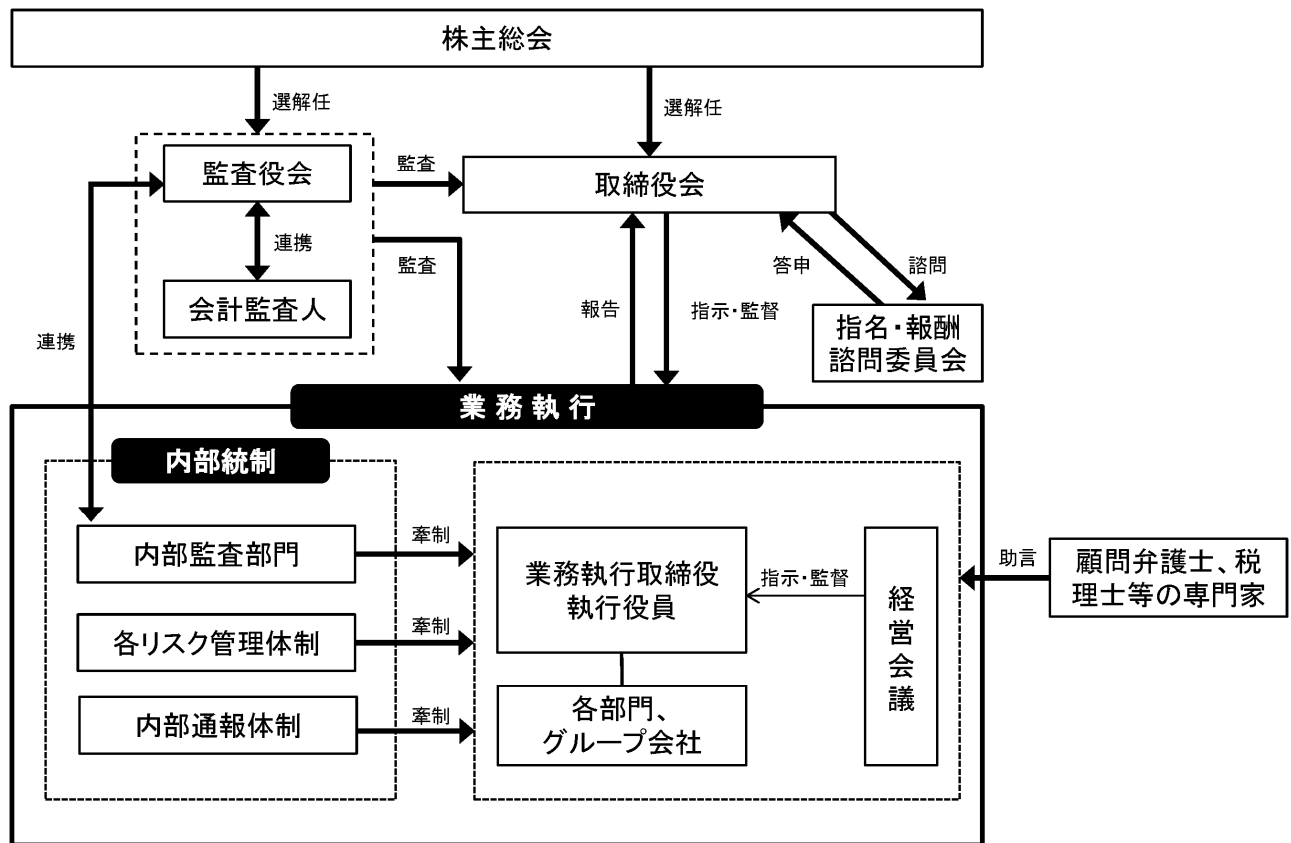 株主総会
選解任
選解任
監査役会
監査
取締役会
連携
監査
答申
諮問
会計監査人
報告
指示・監督
連携
指名・報酬
諮問委員会
業務執行
内部統制
内部監査部門
牽制
業務執行取締役
執行役員
指示・監督
経営会議
助言
顧問弁護士、税
理士等の専門家
各リスク管理体制
牽制
内部通報体制
牽制
各部門、
グループ会社